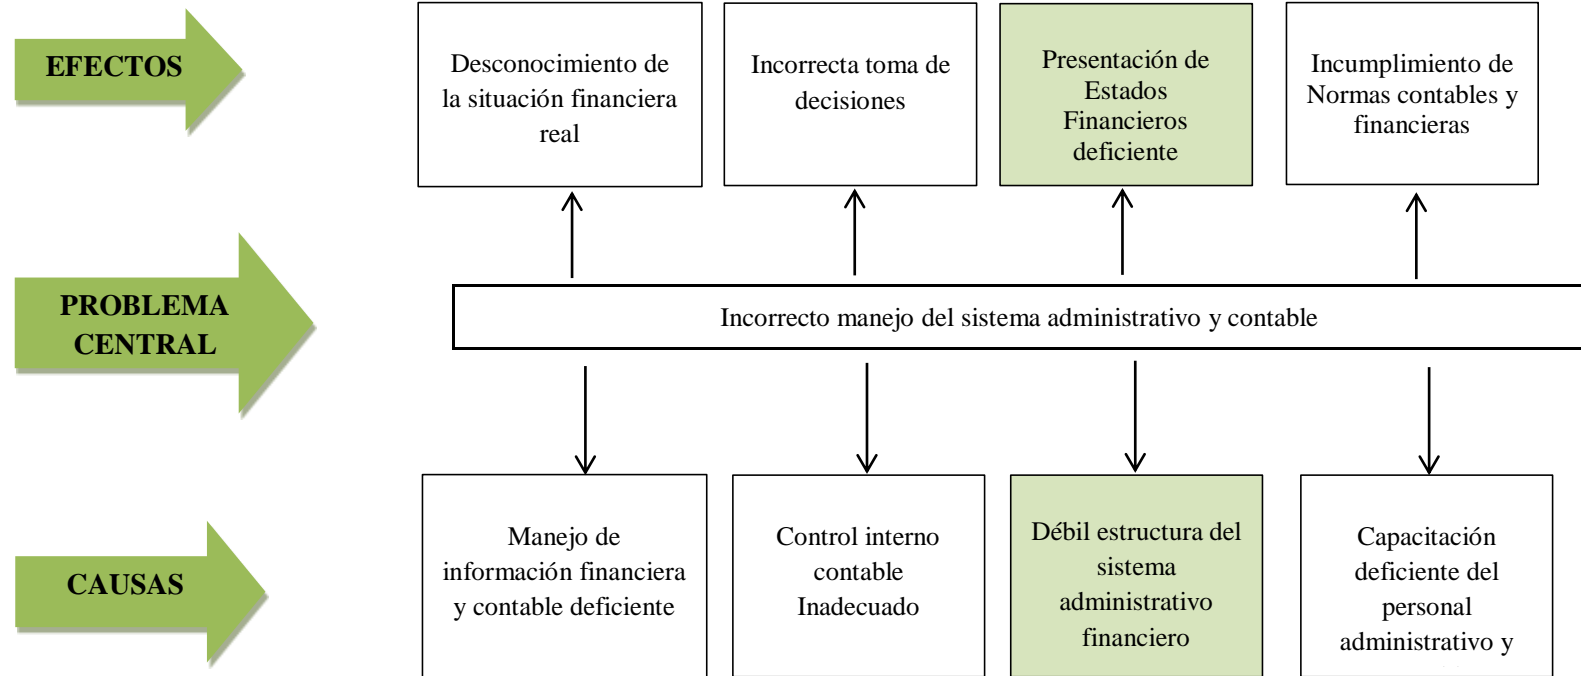 EFECTOS
Desconocimiento de
la situación financiera
real
Incorrecta toma de
decisiones
Presentación de
Estados
Financieros
deficiente
Incumplimiento de
Normas contables y
financieras
PROBLEMA
CENTRAL
Incorrecto manejo del sistema administrativo y contable
CAUSAS
Manejo de
información financiera
y contable deficiente
Control interno
contable
Inadecuado
Débil estructura del
sistema
administrativo
financiero
Capacitación
deficiente del
personal
administrativo y